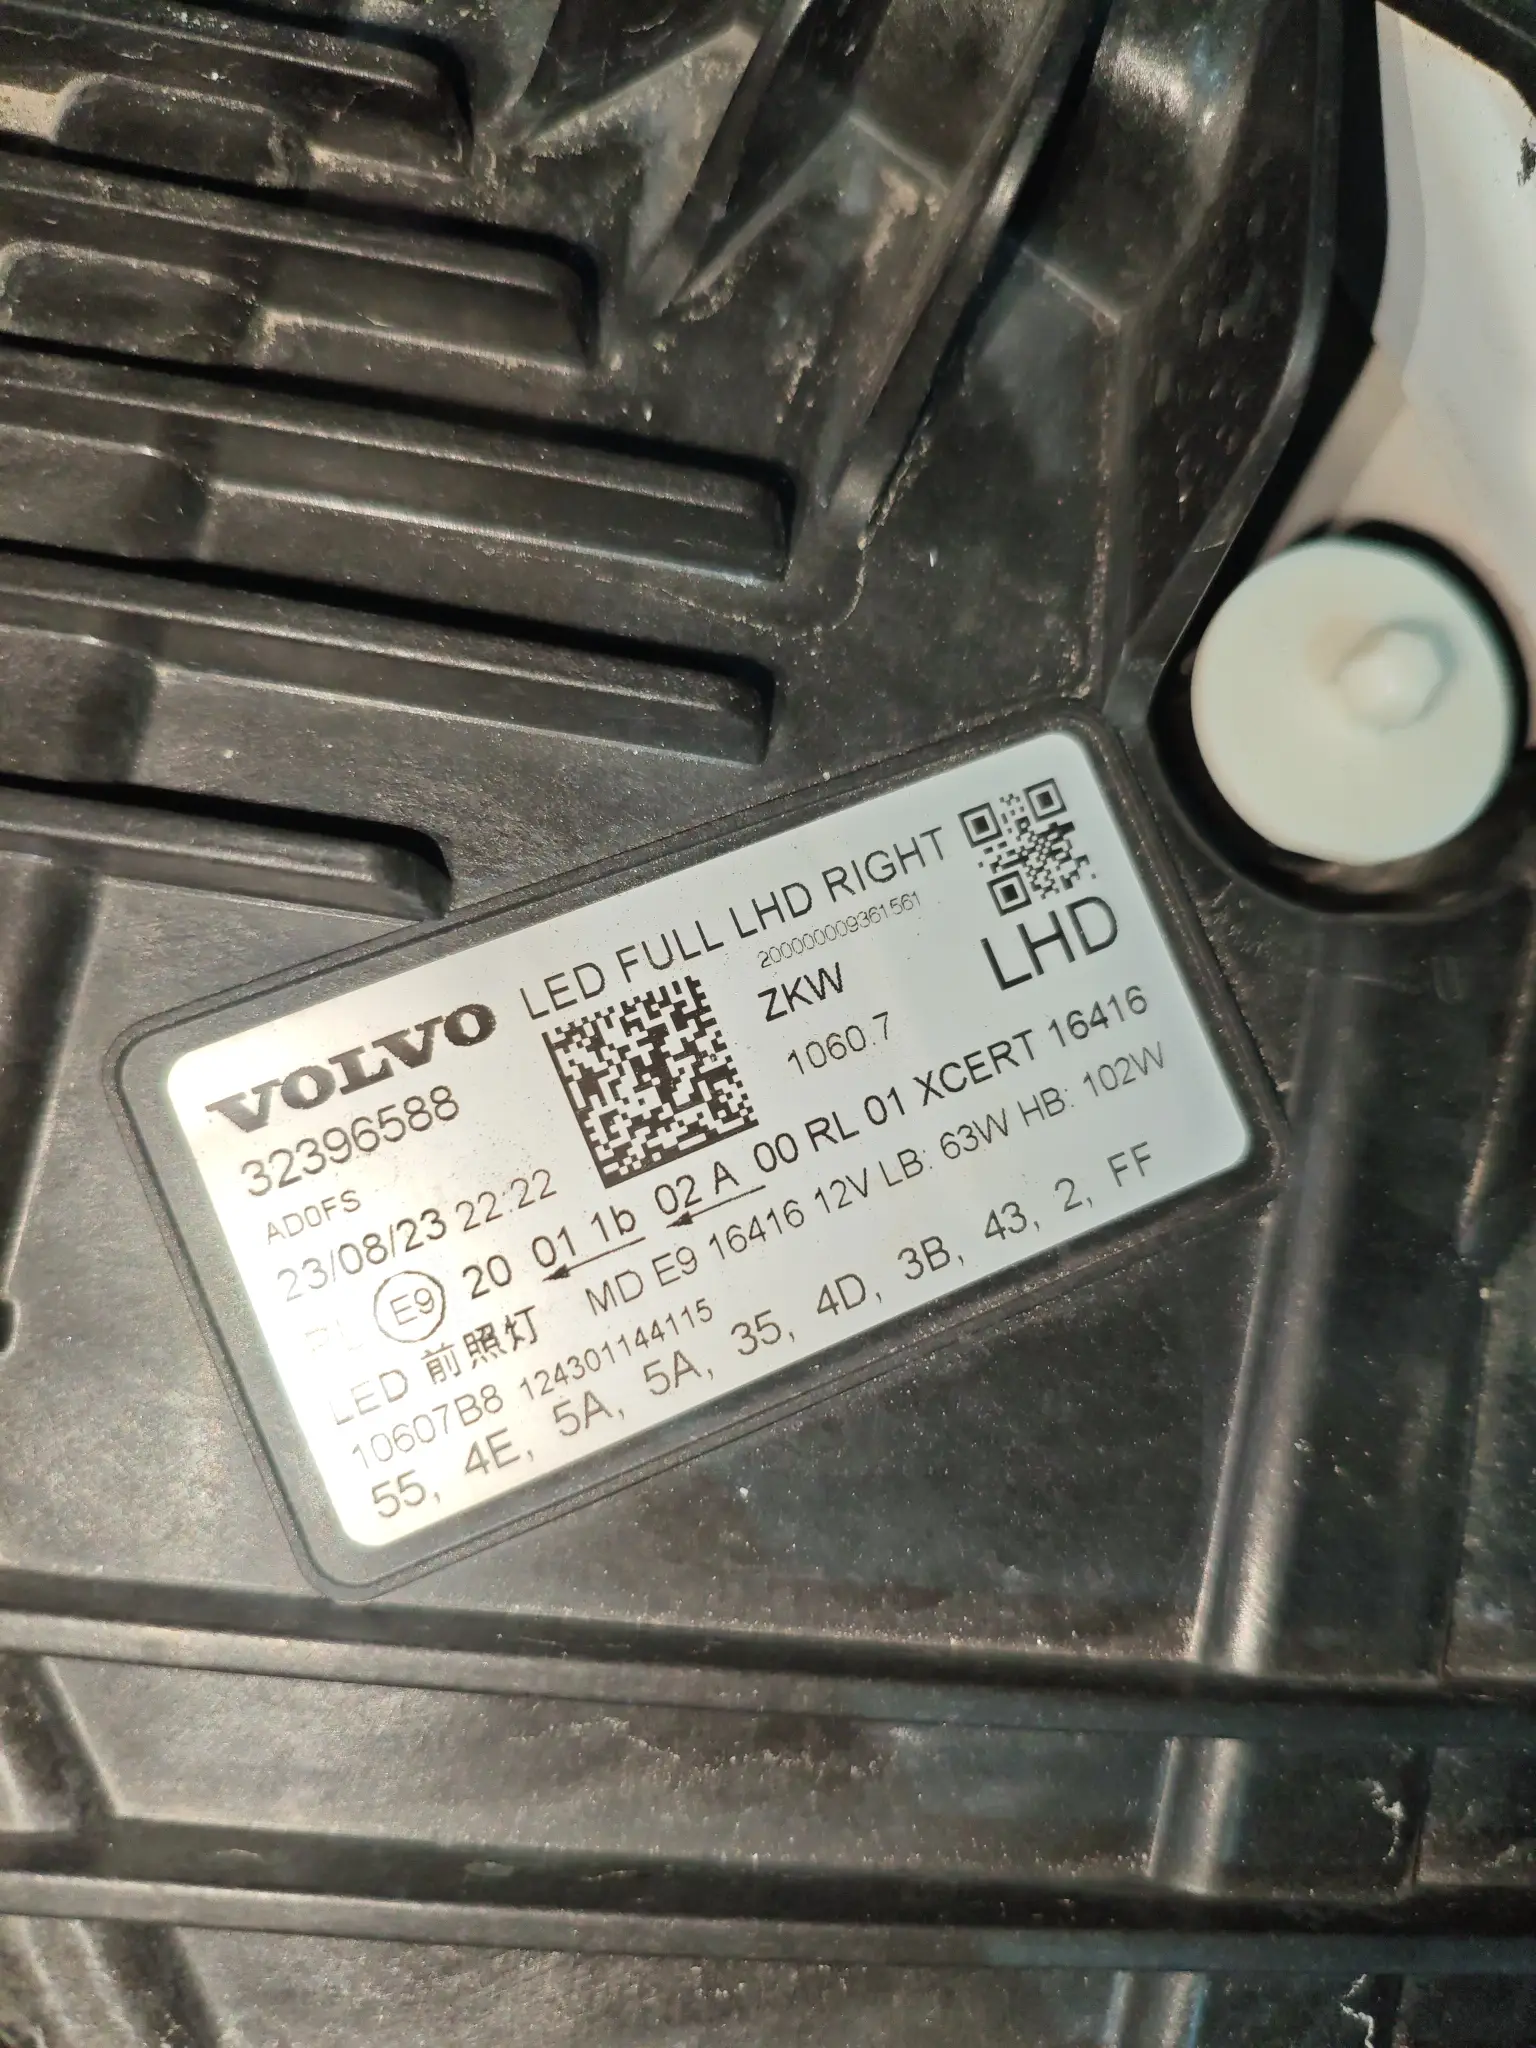 VOLVO LED FULL LHD RIGHT
32396588
200000009361561
ZKW
LHD
AD0FS
1060.7
23/08/23 22:22
RL E9 20 01 1b 02 A 00 RL 01 XCERT 16416
LED 前照灯 MD E9 16416 12V LB: 63W HB: 102W
10607B8 124301144115
55, 4E, 5A, 5A, 35, 4D, 3B, 43, 2, FF